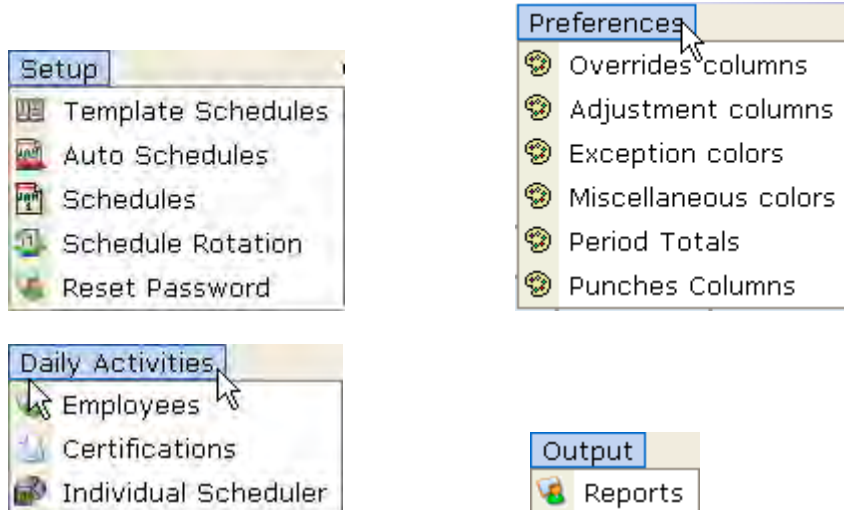 Setup
Template Schedules
Auto Schedules
Schedules
Schedule Rotation
Reset Password
Preferences
Overrides columns
Adjustment columns
Exception colors
Miscellaneous colors
Period Totals
Punches Columns
Daily Activities
Employees
Certifications
Individual Scheduler
Output
Reports